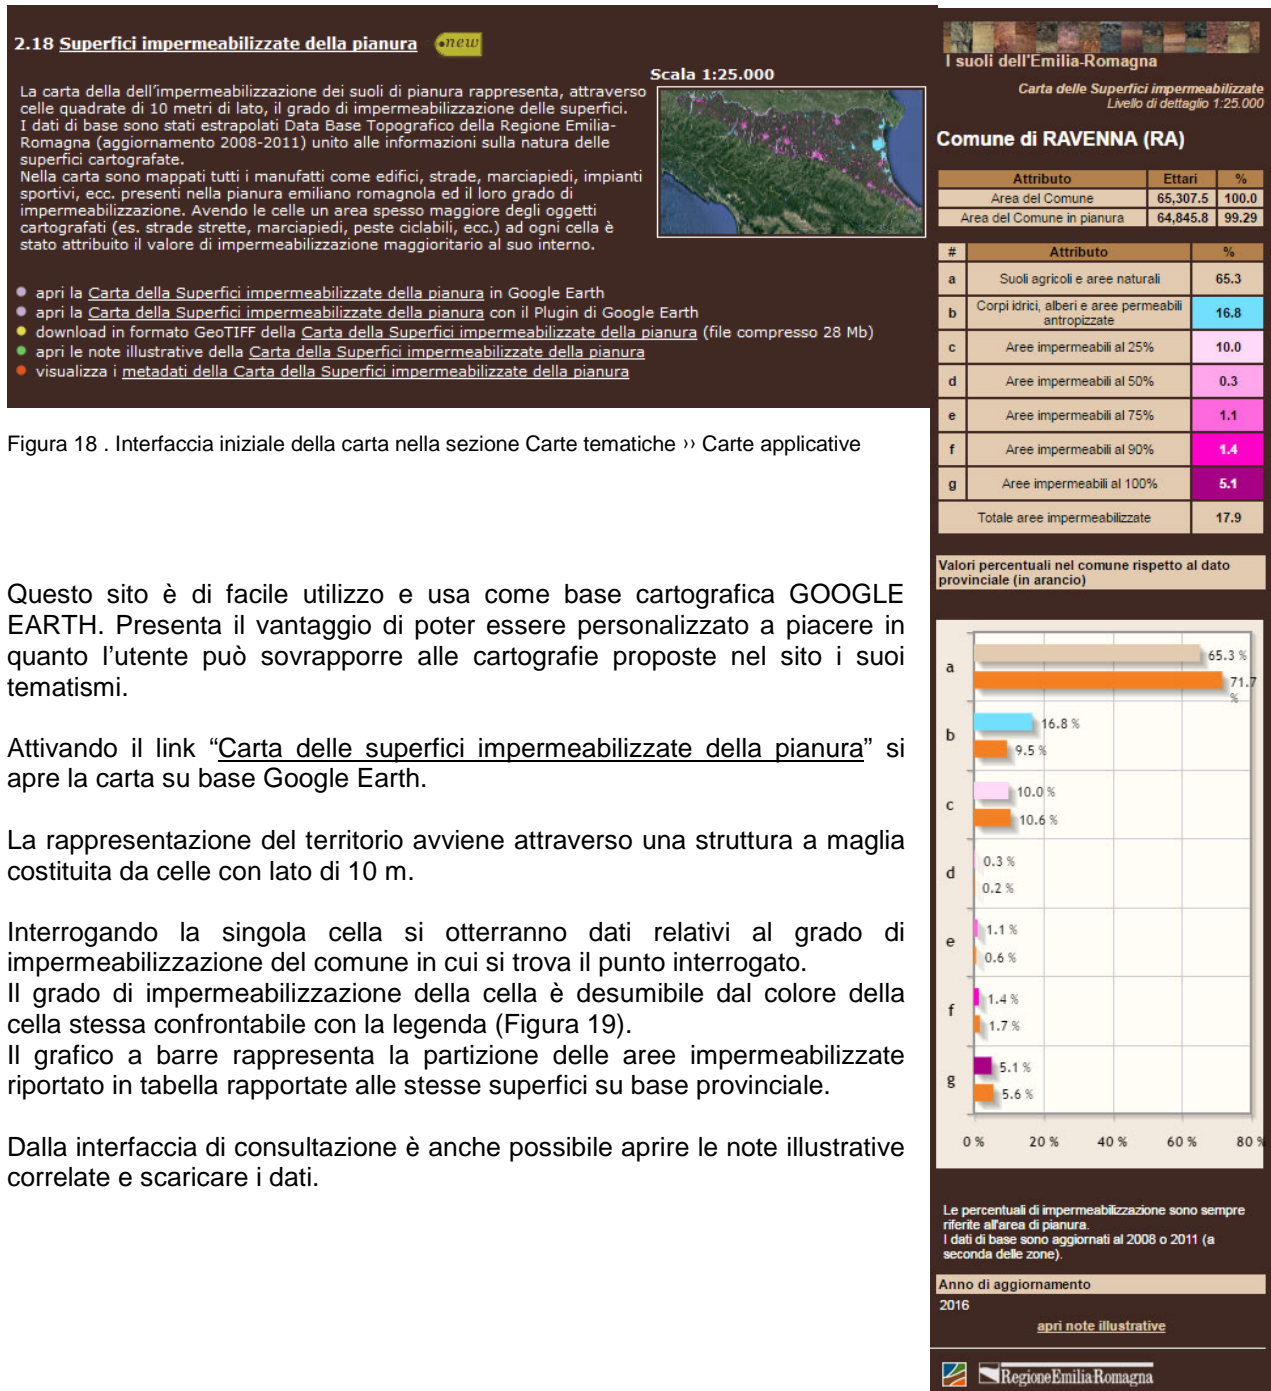 2.18 Superfici impermeabilizzate della pianura new
Scala 1:25.000
La carta della dell'impermeabilizzazione dei suoli di pianura rappresenta, attraverso
celle quadrate di 10 metri di lato, il grado di impermeabilizzazione delle superfici.
I dati di base sono stati estrapolati Data Base Topografico della Regione Emilia-
Romagna (aggiornamento 2008-2011) unito alle informazioni sulla natura delle
superfici cartografate.
Nella carta sono mappati tutti i manufatti come edifici, strade, marciapiedi, impianti
sportivi, ecc. presenti nella pianura emiliano romagnola ed il loro grado di
impermeabilizzazione. Avendo le celle un area spesso maggiore degli oggetti
cartografati (es. strade strette, marciapiedi, peste ciclabili, ecc.) ad ogni cella è
stato attribuito il valore di impermeabilizzazione maggioritario al suo interno.
apri la Carta della Superfici impermeabilizzate della pianura in Google Earth
apri la Carta della Superfici impermeabilizzate della pianura con il Plugin di Google Earth
download in formato GeoTIFF della Carta della Superfici impermeabilizzate della pianura (file compresso 28 Mb)
apri le note illustrative della Carta della Superfici impermeabilizzate della pianura
visualizza i metadati della Carta della Superfici impermeabilizzate della pianura
Figura 18 . Interfaccia iniziale della carta nella sezione Carte tematiche ›› Carte applicative
Questo sito è di facile utilizzo e usa come base cartografica GOOGLE
EARTH. Presenta il vantaggio di poter essere personalizzato a piacere in
quanto l'utente può sovrapporre alle cartografie proposte nel sito i suoi
tematismi.
Attivando il link “Carta delle superfici impermeabilizzate della pianura” si
apre la carta su base Google Earth.
La rappresentazione del territorio avviene attraverso una struttura a maglia
costituita da celle con lato di 10 m.
Interrogando la singola cella si otterranno dati relativi al grado di
impermeabilizzazione del comune in cui si trova il punto interrogato.
Il grado di impermeabilizzazione della cella è desumibile dal colore della
cella stessa confrontabile con la legenda (Figura 19).
Il grafico a barre rappresenta la partizione delle aree impermeabilizzate
riportato in tabella rapportate alle stesse superfici su base provinciale.
Dalla interfaccia di consultazione è anche possibile aprire le note illustrative
correlate e scaricare i dati.
I suoli dell'Emilia-Romagna
Carta delle Superfici impermeabilizzate
Livello di dettaglio 1:25.000
Comune di RAVENNA (RA)
Attributo Ettari %
Area del Comune 65,307.5 100.0
Area del Comune in pianura 64,845.8 99.29
# Attributo %
a Suoli agricoli e aree naturali 65.3
b Corpi idrici, alberi e aree permeabili antropizzate 16.8
c Aree impermeabili al 25% 10.0
d Aree impermeabili al 50% 0.3
e Aree impermeabili al 75% 1.1
f Aree impermeabili al 90% 1.4
g Aree impermeabili al 100% 5.1
Totale aree impermeabilizzate 17.9
Valori percentuali nel comune rispetto al dato
provinciale (in arancio)
a 65.3 %
71.7 %
b 16.8 %
9.5 %
c 10.0 %
10.6 %
d 0.3 %
0.2 %
e 1.1 %
0.6 %
f 1.4 %
1.7 %
g 5.1 %
5.6 %
0 % 20 % 40 % 60 % 80 %
Le percentuali di impermeabilizzazione sono sempre
riferite all'area di pianura.
I dati di base sono aggiornati al 2008 o 2011 (a
seconda delle zone).
Anno di aggiornamento
2016
apri note illustrative
RegioneEmiliaRomagna